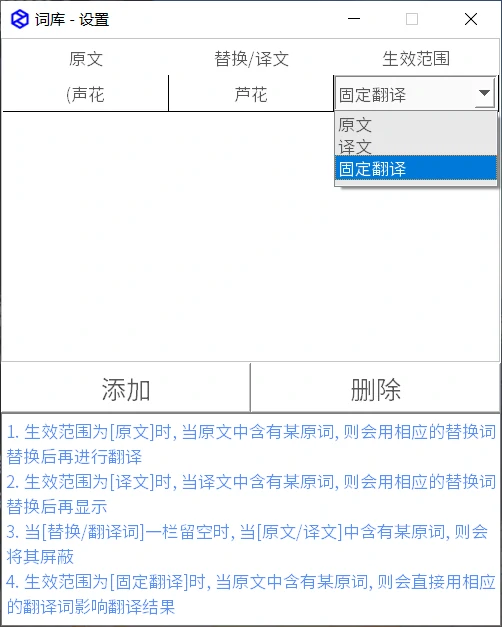 词库 - 设置
原文 替换/译文 生效范围
(声花 芦花 固定翻译
原文
译文
固定翻译
添加 删除
1. 生效范围为[原文]时, 当原文中含有某原词, 则会用相应的替换词
替换后再进行翻译
2. 生效范围为[译文]时, 当译文中含有某原词, 则会用相应的替换词
替换后再显示
3. 当[替换/翻译词]一栏留空时, 当[原文/译文]中含有某原词, 则会
将其屏蔽
4. 生效范围为[固定翻译]时, 当原文中含有某原词, 则会直接用相应
的翻译词影响翻译结果